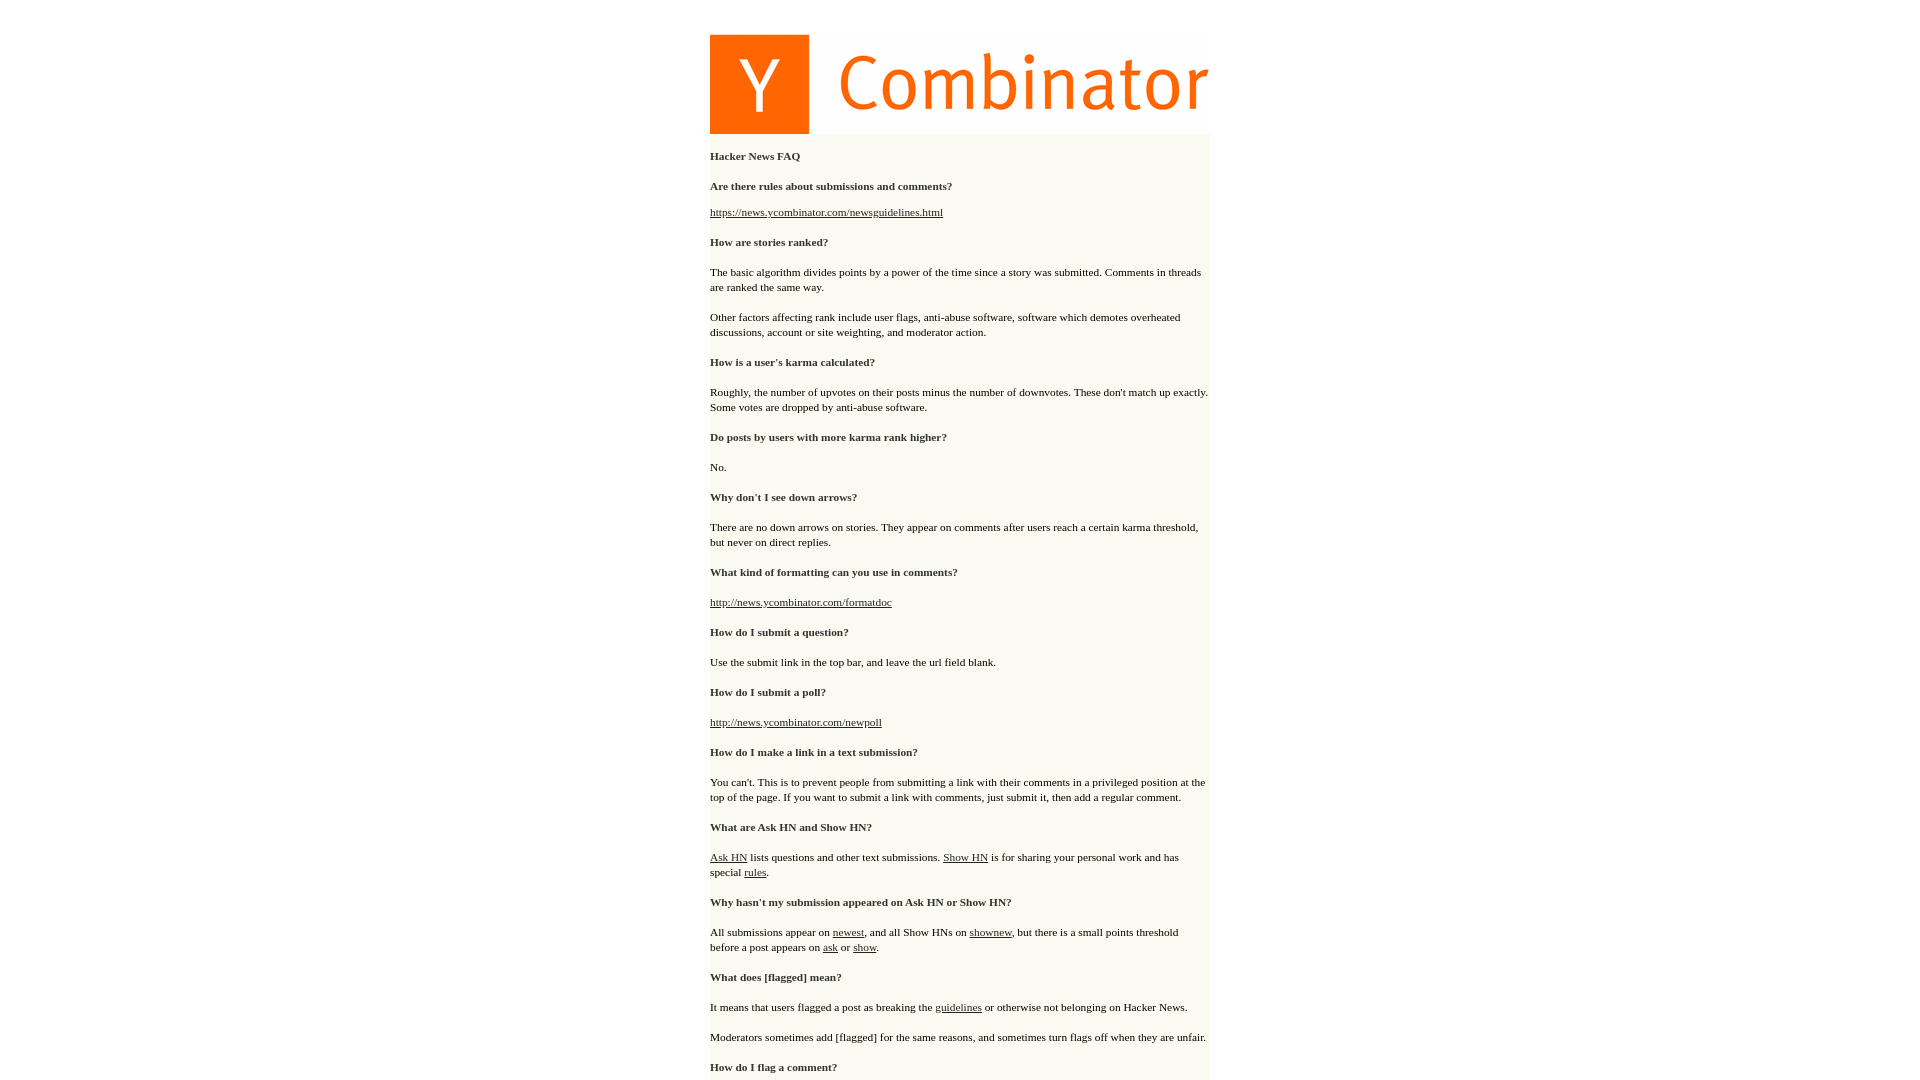 Y Combinator
Hacker News FAQ
Are there rules about submissions and comments?
https://news.ycombinator.com/newsguidelines.html
How are stories ranked?
The basic algorithm divides points by a power of the time since a story was submitted. Comments in threads
are ranked the same way.
Other factors affecting rank include user flags, anti-abuse software, software which demotes overheated
discussions, account or site weighting, and moderator action.
How is a user's karma calculated?
Roughly, the number of upvotes on their posts minus the number of downvotes. These don't match up exactly.
Some votes are dropped by anti-abuse software.
Do posts by users with more karma rank higher?
No.
Why don't I see down arrows?
There are no down arrows on stories. They appear on comments after users reach a certain karma threshold,
but never on direct replies.
What kind of formatting can you use in comments?
http://news.ycombinator.com/formatdoc
How do I submit a question?
Use the submit link in the top bar, and leave the url field blank.
How do I submit a poll?
http://news.ycombinator.com/newpoll
How do I make a link in a text submission?
You can't. This is to prevent people from submitting a link with their comments in a privileged position at the
top of the page. If you want to submit a link with comments, just submit it, then add a regular comment.
What are Ask HN and Show HN?
Ask HN lists questions and other text submissions. Show HN is for sharing your personal work and has
special rules.
Why hasn't my submission appeared on Ask HN or Show HN?
All submissions appear on newest, and all Show HNs on shownew, but there is a small points threshold
before a post appears on ask or show.
What does [flagged] mean?
It means that users flagged a post as breaking the guidelines or otherwise not belonging on Hacker News.
Moderators sometimes add [flagged] for the same reasons, and sometimes turn flags off when they are unfair.
How do I flag a comment?